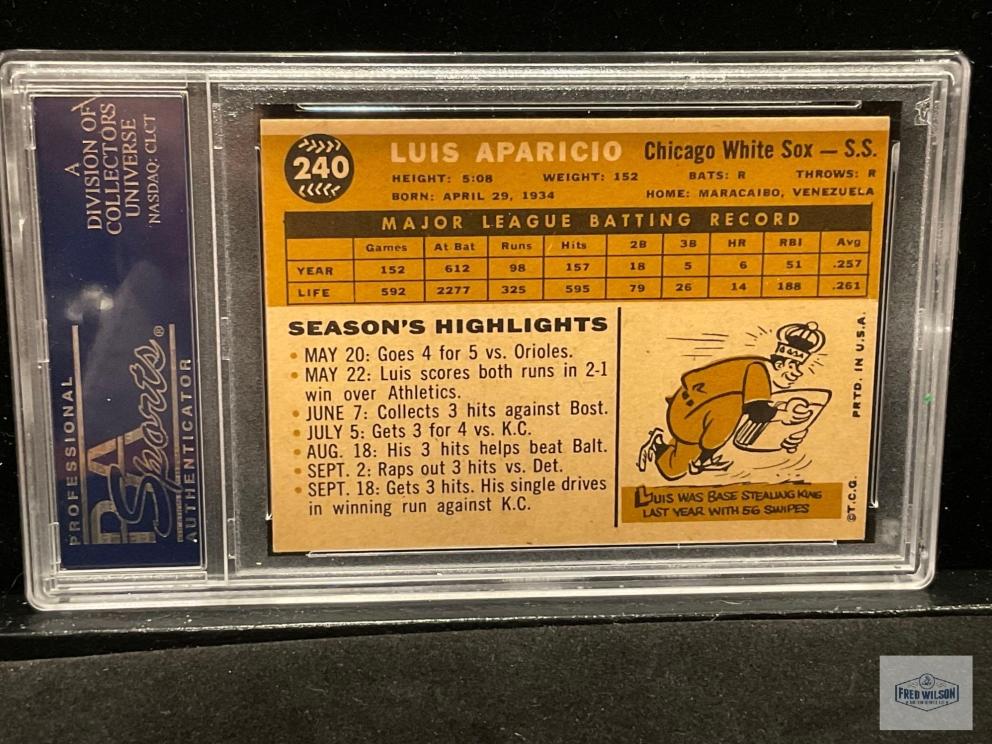 A
DIVISION OF
COLLECTORS
UNIVERSE
NASDAQ: CLCT
PROFESSIONAL
PSA
Sports®
AUTHENTICATOR
240
LUIS APARICIO Chicago White Sox — S.S.
HEIGHT: 5:08 WEIGHT: 152 BATS: R THROWS: R
BORN: APRIL 29, 1934 HOME: MARACAIBO, VENEZUELA
MAJOR LEAGUE BATTING RECORD
Games At Bat Runs Hits 2B 3B HR RBI Avg
YEAR 152 612 98 157 18 5 6 51 .257
LIFE 592 2277 325 595 79 26 14 188 .261
SEASON'S HIGHLIGHTS
• MAY 20: Goes 4 for 5 vs. Orioles.
• MAY 22: Luis scores both runs in 2-1
win over Athletics.
• JUNE 7: Collects 3 hits against Bost.
• JULY 5: Gets 3 for 4 vs. K.C.
• AUG. 18: His 3 hits helps beat Balt.
• SEPT. 2: Raps out 3 hits vs. Det.
• SEPT. 18: Gets 3 hits. His single drives
in winning run against K.C.
LUIS WAS BASE STEALING KING
LAST YEAR WITH 56 SWIPES
PRTD. IN U.S.A.
©T.C.G.
FRED WILSON